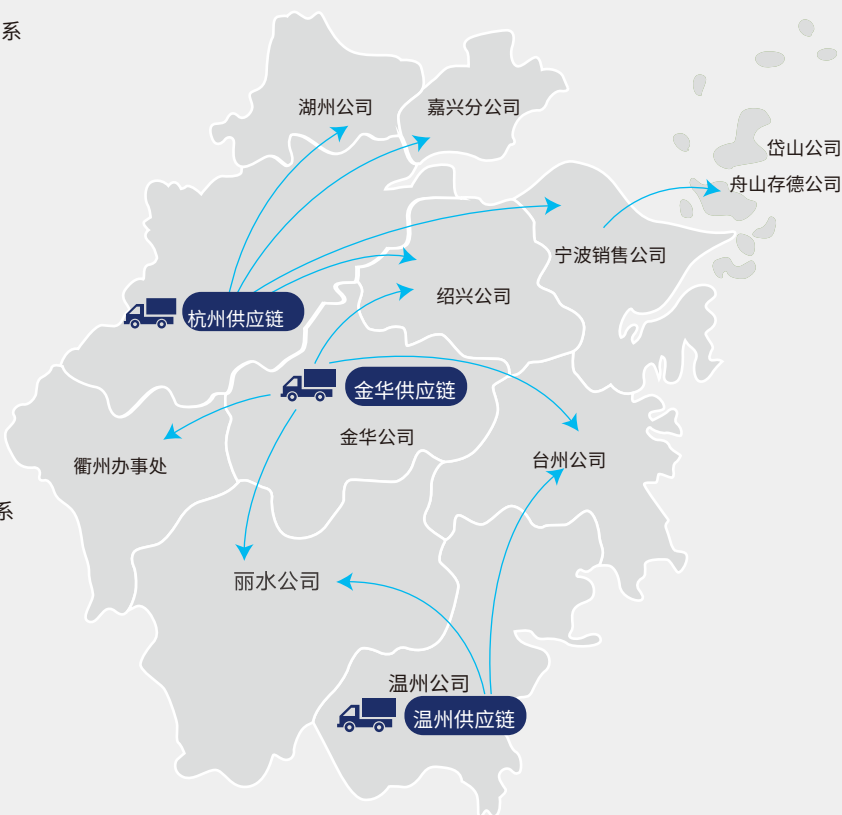 系
湖州公司
嘉兴分公司
岱山公司
舟山存德公司
宁波销售公司
绍兴公司
杭州供应链
金华供应链
金华公司
台州公司
衢州办事处
系
丽水公司
温州公司
温州供应链